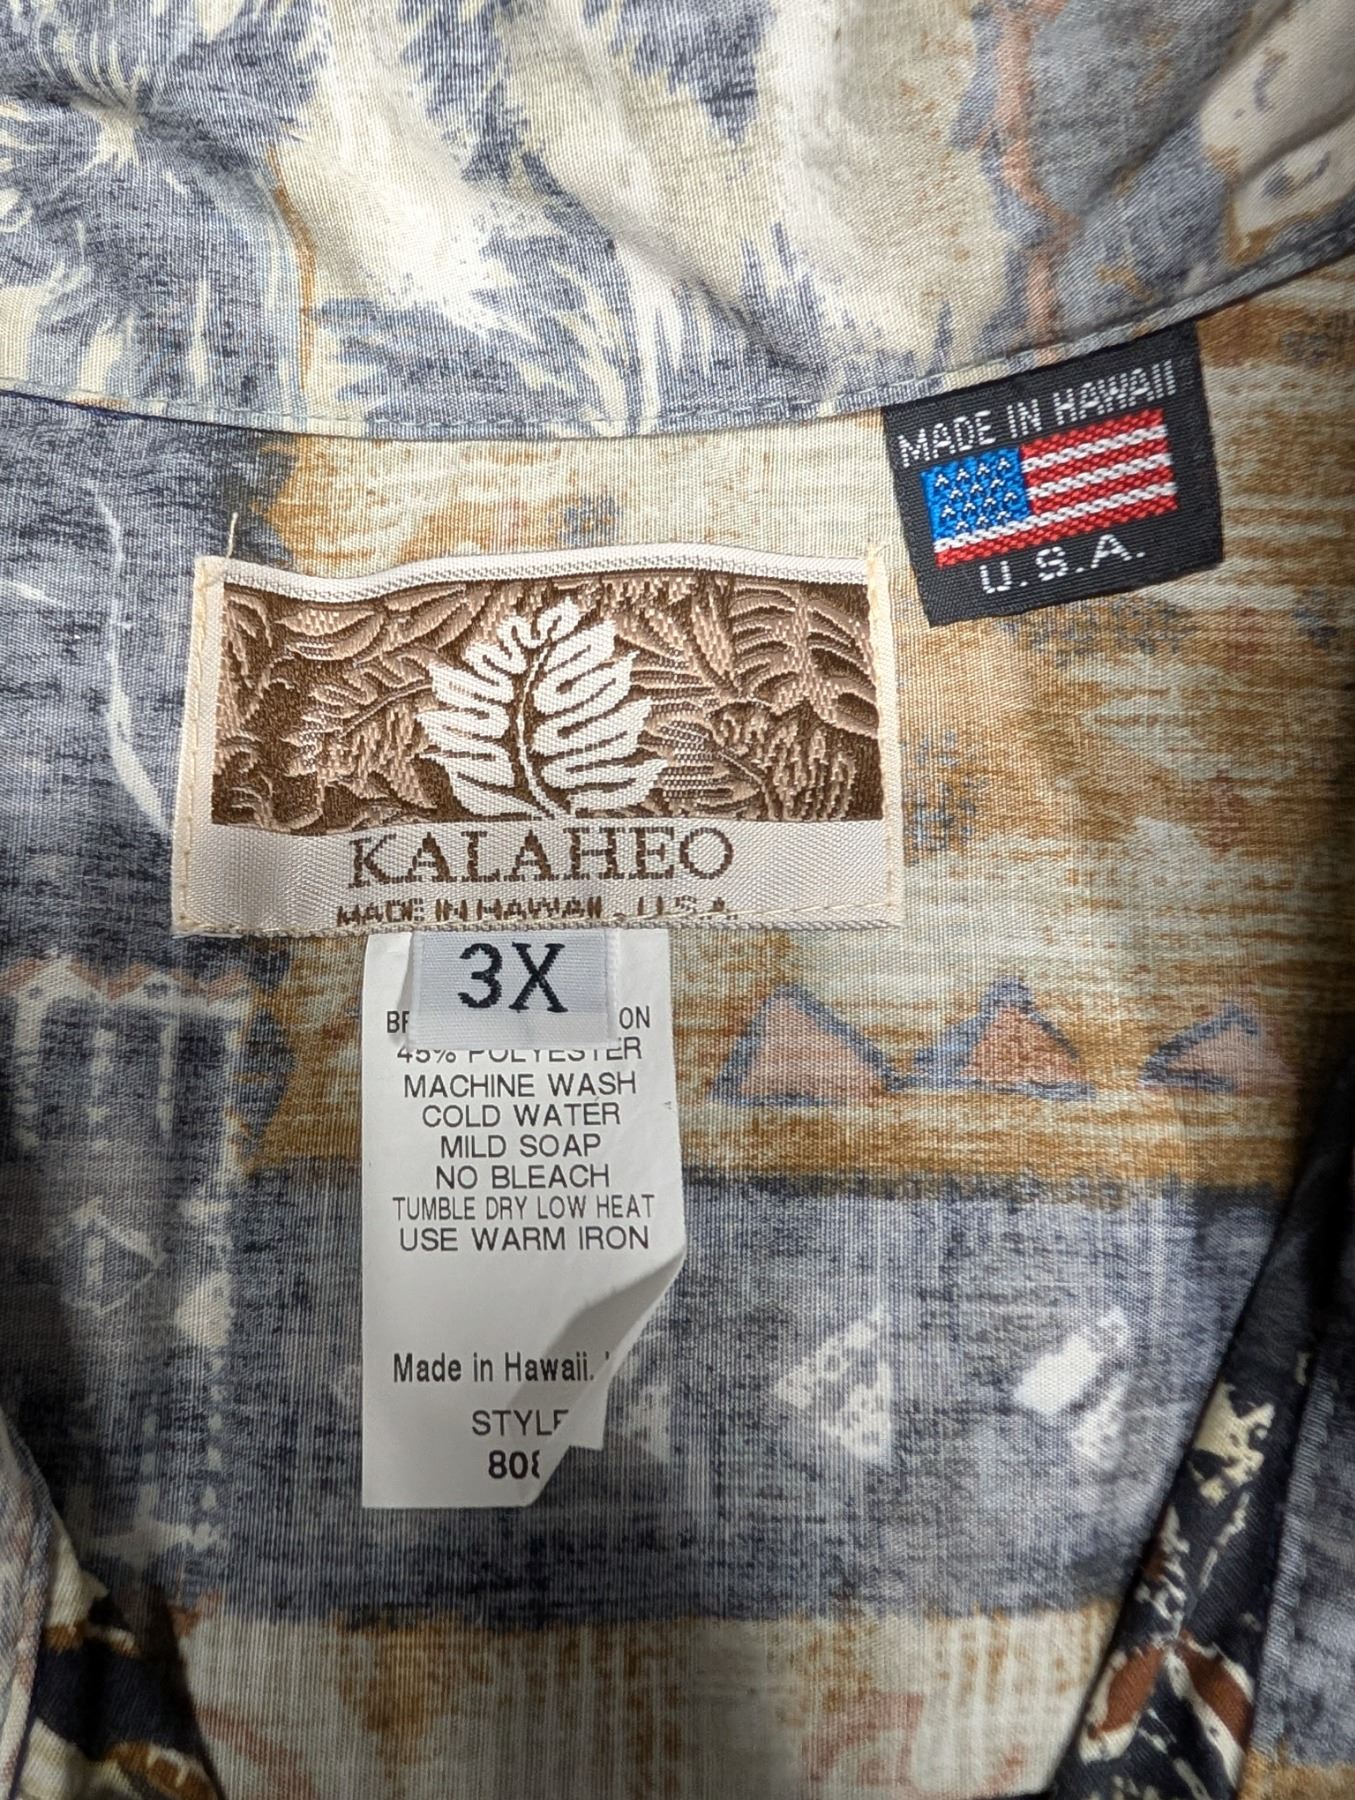 MADE IN HAWAII
U.S.A.
KALAHEO
MADE IN HAWAII, U.S.A.
3X
45% POLYESTER
MACHINE WASH
COLD WATER
MILD SOAP
NO BLEACH
TUMBLE DRY LOW HEAT
USE WARM IRON
Made in Hawaii.
STYLE
808